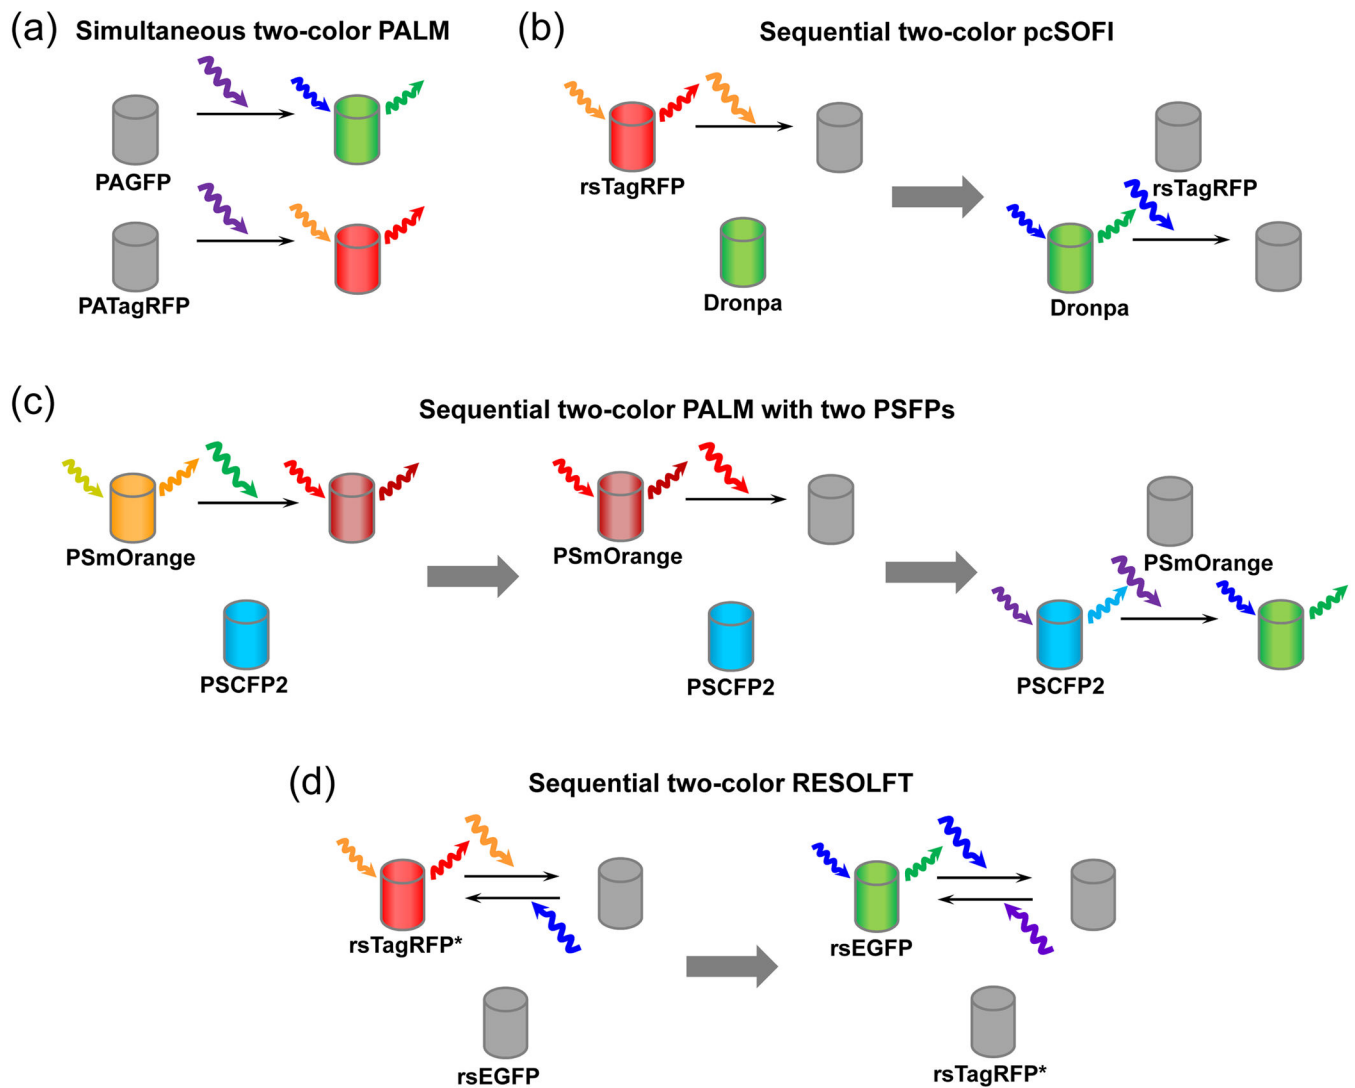 (a) Simultaneous two-color PALM
PAGFP
PATagRFP
(b) Sequential two-color pcSOFI
rsTagRFP
Dronpa
rsTagRFP
Dronpa
(c) Sequential two-color PALM with two PSFPs
PSmOrange
PSCFP2
PSmOrange
PSCFP2
PSmOrange
PSCFP2
(d) Sequential two-color RESOLFT
rsTagRFP*
rsEGFP
rsEGFP
rsTagRFP*